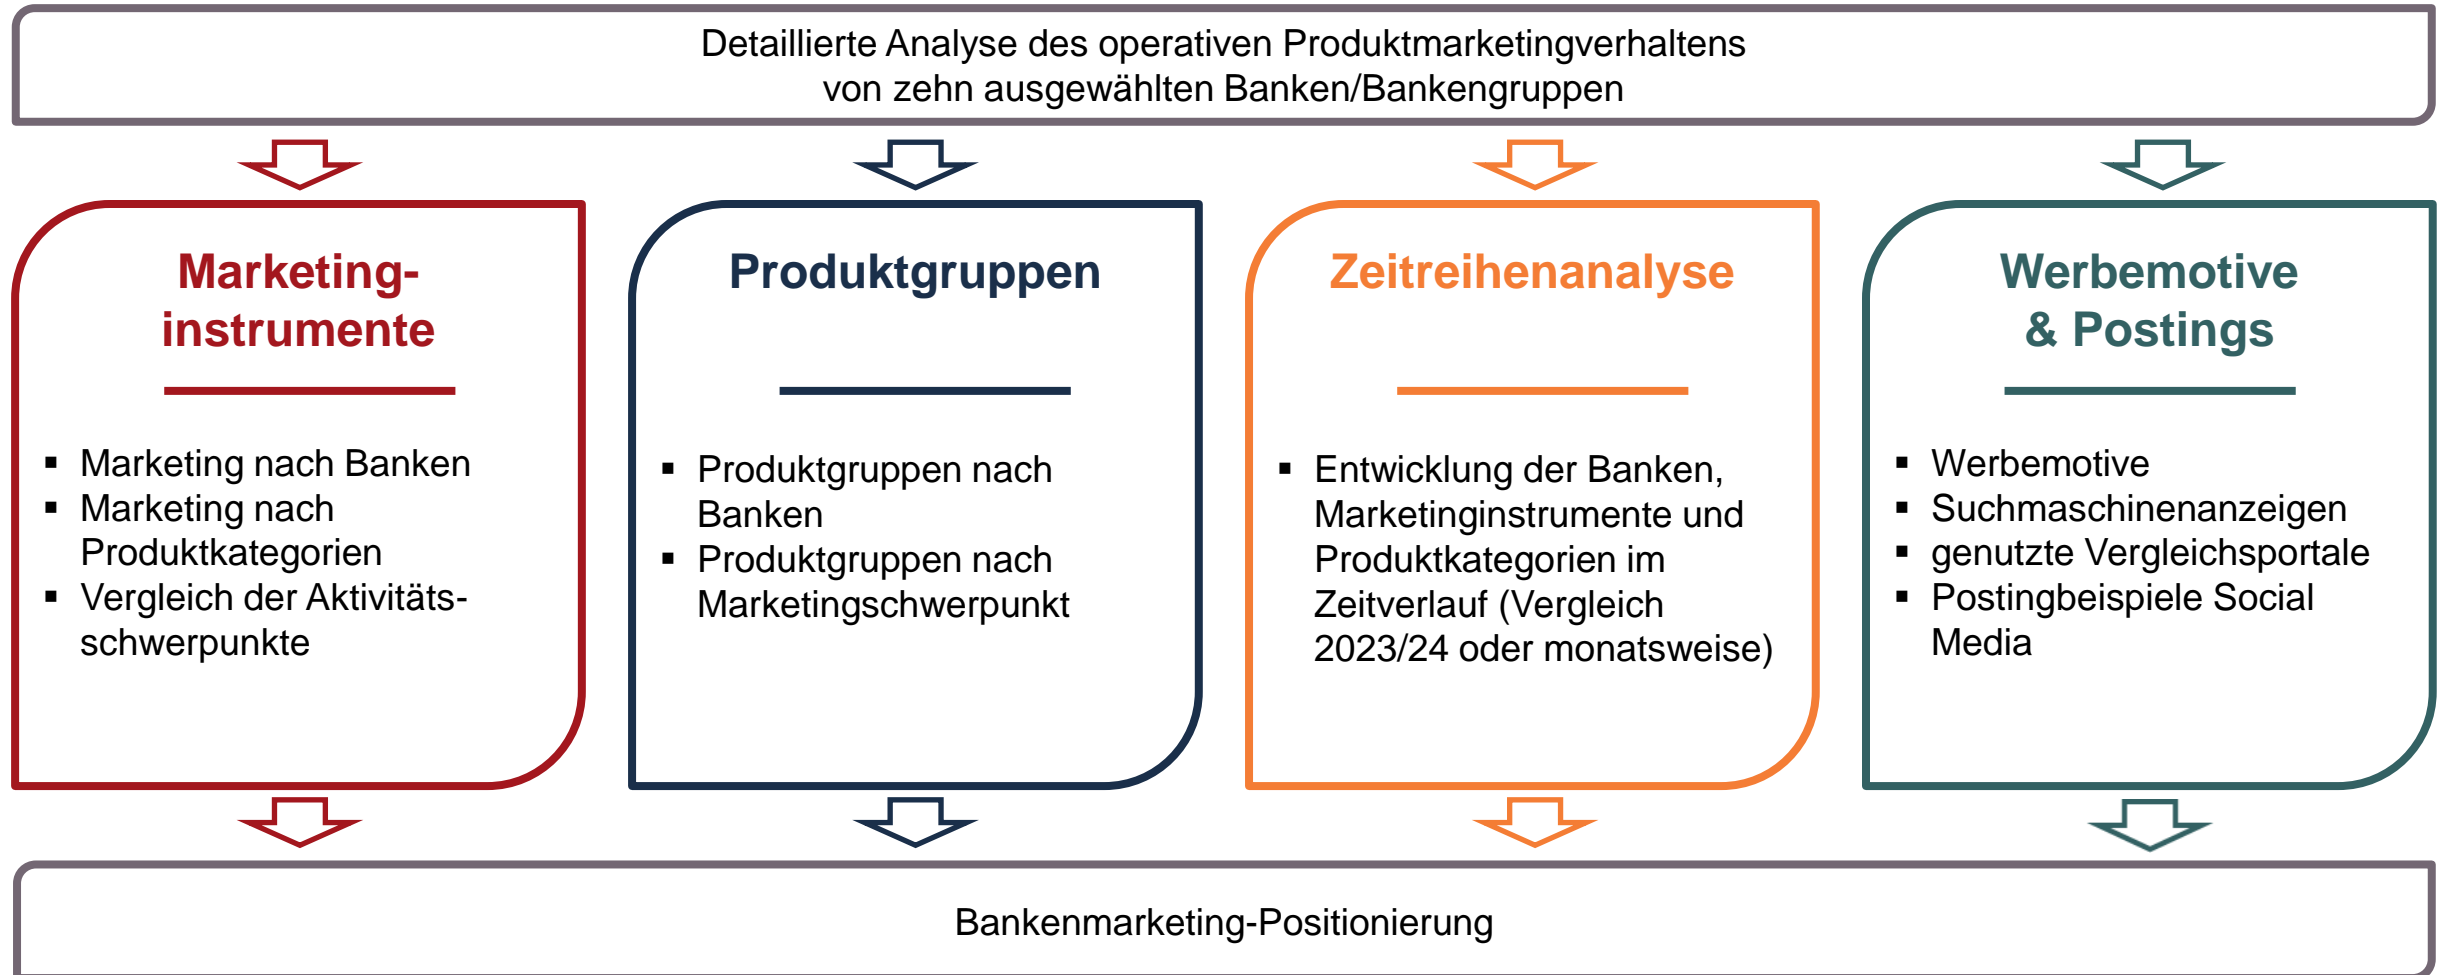 Detaillierte Analyse des operativen Produktmarketingverhaltens
von zehn ausgewählten Banken/Bankengruppen
Marketing-
instrumente
▪ Marketing nach Banken
▪ Marketing nach
Produktkategorien
▪ Vergleich der Aktivitäts-
schwerpunkte
Produktgruppen
▪ Produktgruppen nach
Banken
▪ Produktgruppen nach
Marketingschwerpunkt
Zeitreihenanalyse
▪ Entwicklung der Banken,
Marketinginstrumente und
Produktkategorien im
Zeitverlauf (Vergleich
2023/24 oder monatsweise)
Werbemotive
& Postings
▪ Werbemotive
▪ Suchmaschinenanzeigen
▪ genutzte Vergleichsportale
▪ Postingbeispiele Social
Media
Bankenmarketing-Positionierung